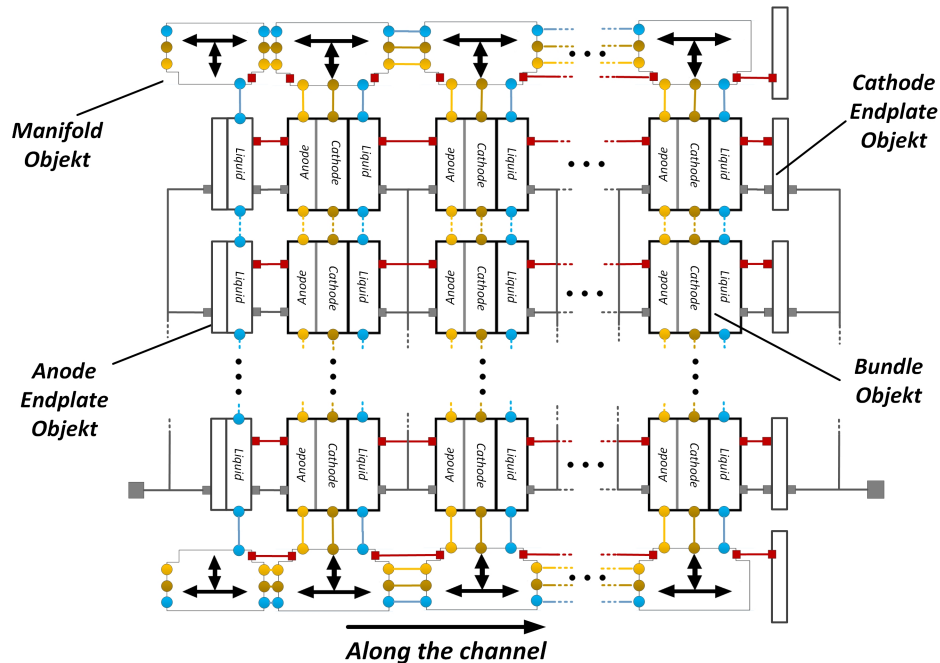 Manifold
Objekt
Cathode
Endplate
Objekt
Liquid
Anode
Cathode
Liquid
Anode
Cathode
Liquid
Anode
Cathode
Liquid
Liquid
Anode
Cathode
Liquid
Anode
Cathode
Liquid
Anode
Cathode
Liquid
Anode
Endplate
Objekt
Bundle
Objekt
Liquid
Anode
Cathode
Liquid
Anode
Cathode
Liquid
Anode
Cathode
Liquid
Along the channel